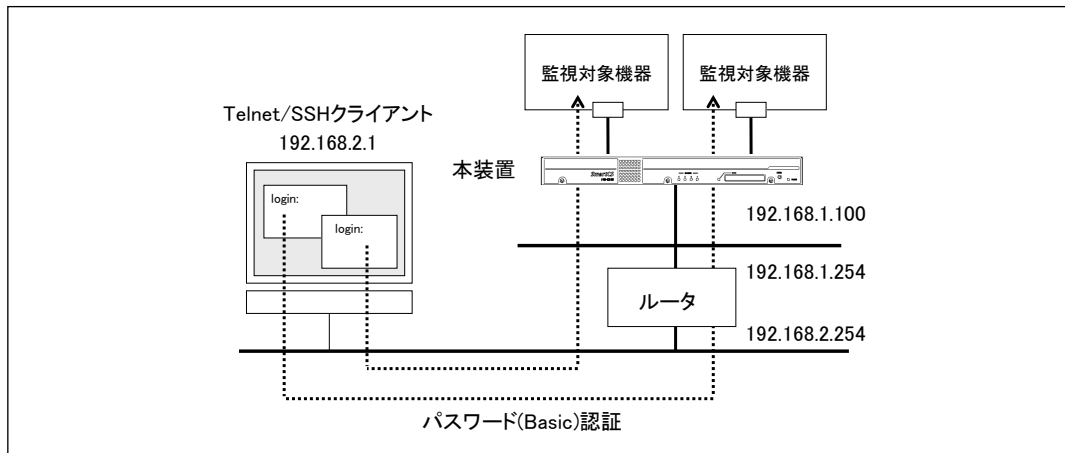 監視対象機器
監視対象機器
Telnet/SSHクライアント
192.168.2.1
本装置
SmartCS
login:
login:
192.168.1.100
192.168.1.254
ルータ
192.168.2.254
パスワード(Basic)認証